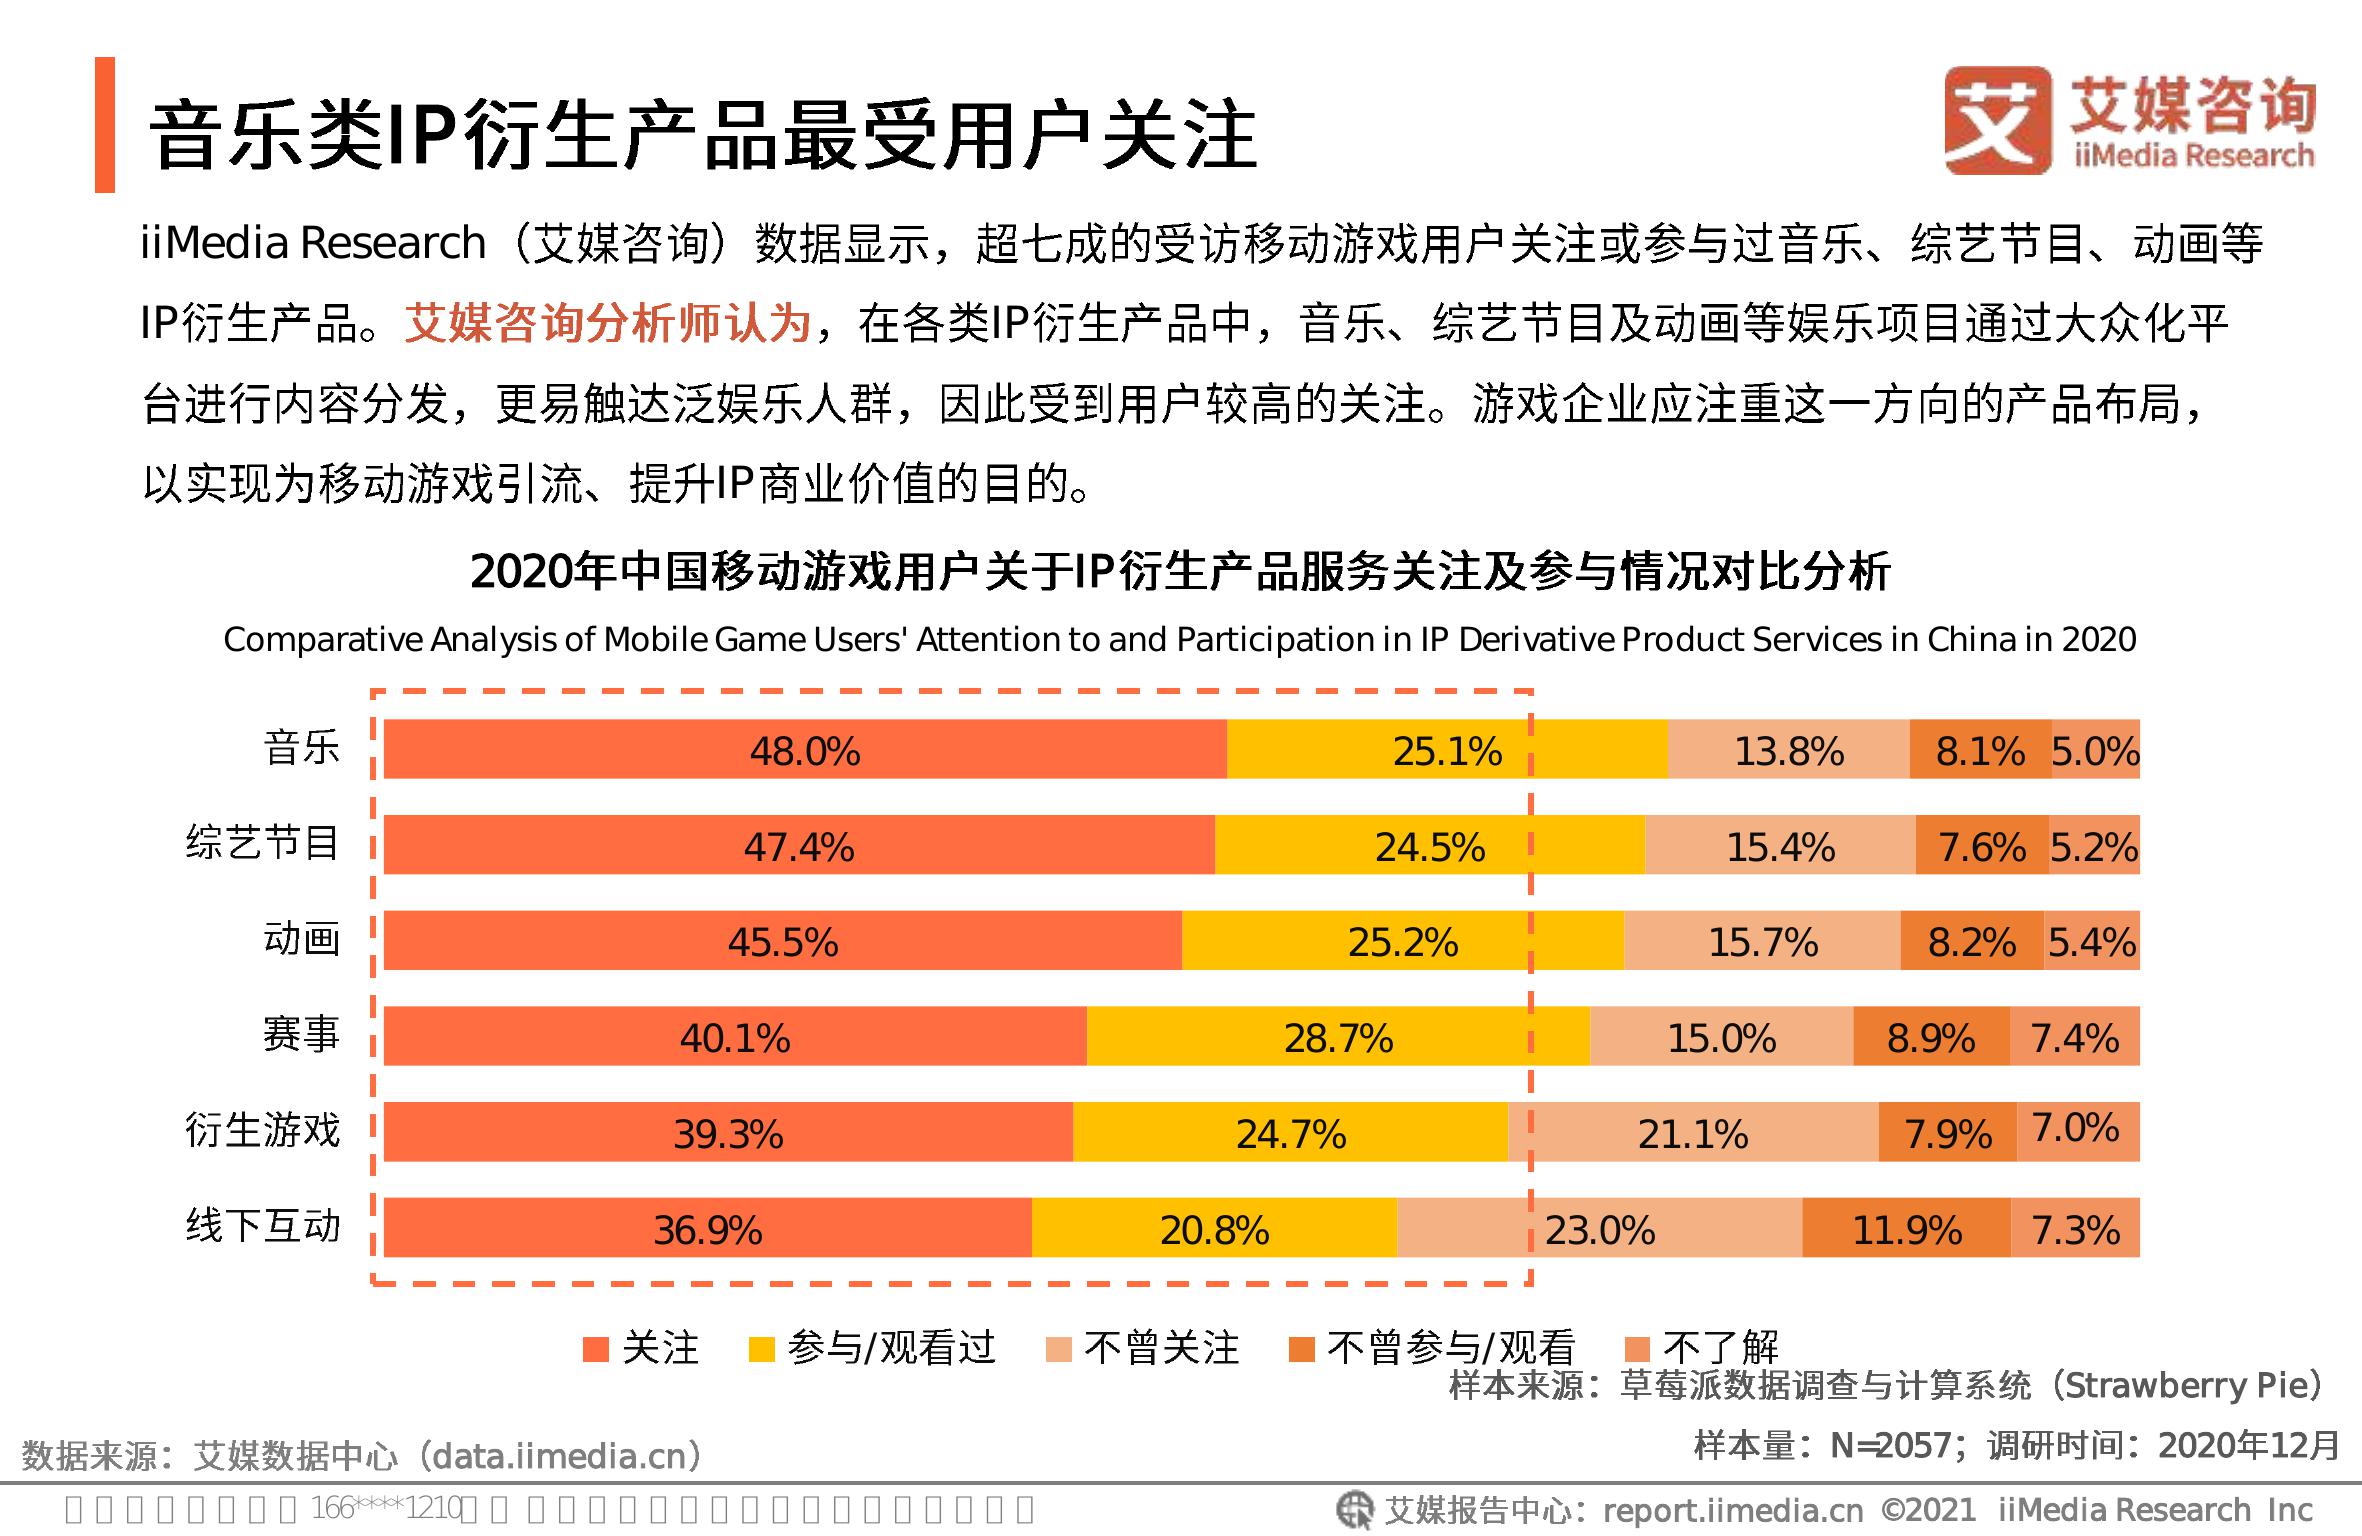 音乐类IP衍生产品最受用户关注
艾 艾媒咨询
iiMedia Research
iiMedia Research（艾媒咨询）数据显示，超七成的受访移动游戏用户关注或参与过音乐、综艺节目、动画等
IP衍生产品。艾媒咨询分析师认为，在各类IP衍生产品中，音乐、综艺节目及动画等娱乐项目通过大众化平
台进行内容分发，更易触达泛娱乐人群，因此受到用户较高的关注。游戏企业应注重这一方向的产品布局，
以实现为移动游戏引流、提升IP商业价值的目的。
2020年中国移动游戏用户关于IP衍生产品服务关注及参与情况对比分析
Comparative Analysis of Mobile Game Users' Attention to and Participation in IP Derivative Product Services in China in 2020
音乐 48.0% 25.1% 13.8% 8.1% 5.0%
综艺节目 47.4% 24.5% 15.4% 7.6% 5.2%
动画 45.5% 25.2% 15.7% 8.2% 5.4%
赛事 40.1% 28.7% 15.0% 8.9% 7.4%
衍生游戏 39.3% 24.7% 21.1% 7.9% 7.0%
线下互动 36.9% 20.8% 23.0% 11.9% 7.3%
关注 参与/观看过 不曾关注 不曾参与/观看 不了解
样本来源：草莓派数据调查与计算系统（Strawberry Pie）
样本量：N=2057；调研时间：2020年12月
数据来源：艾媒数据中心（data.iimedia.cn）
166****1210
艾媒报告中心：report.iimedia.cn ©2021 iiMedia Research Inc